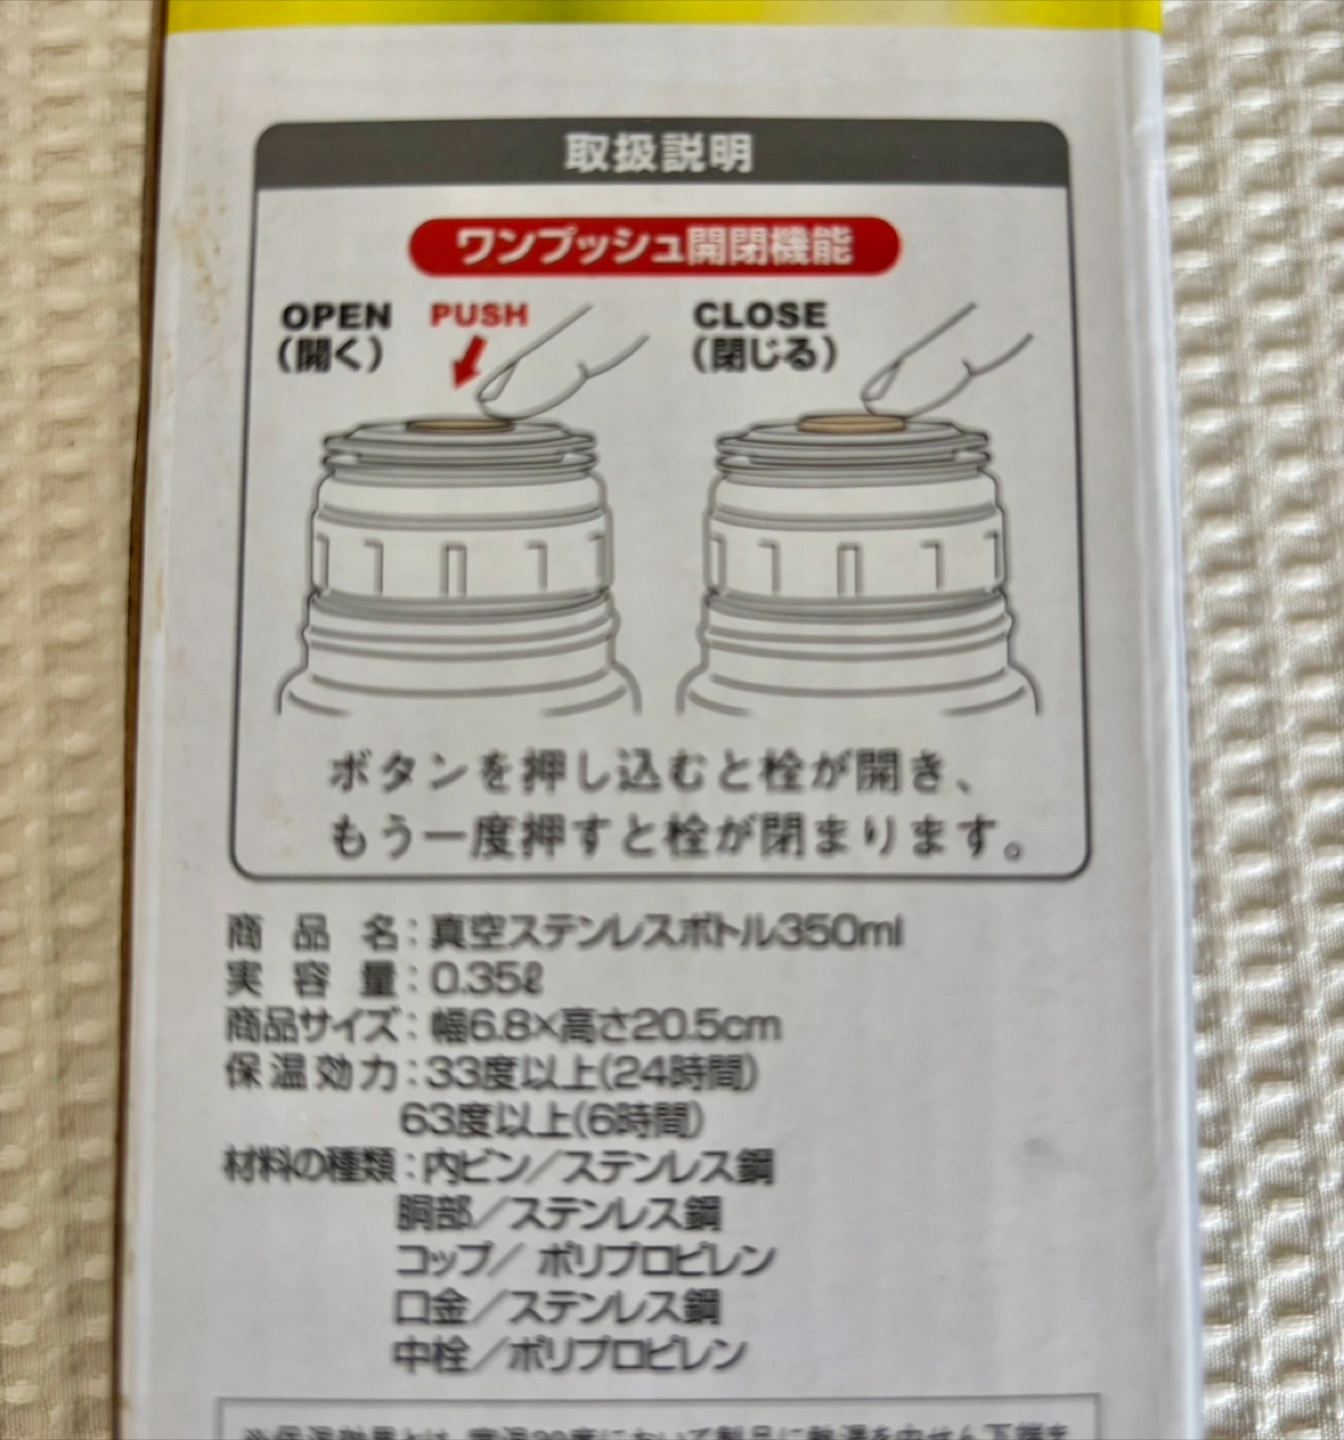 取扱説明
ワンプッシュ開閉機能
OPEN PUSH CLOSE
(開く) (閉じる)
ボタンを押し込むと栓が開き、
もう一度押すと栓が閉まります。
商品名：真空ステンレスボトル350ml
実容量：0.35ℓ
商品サイズ：幅6.8×高さ20.5cm
保温効力：33度以上(24時間)
63度以上(6時間)
材料の種類：内ビン／ステンレス鋼
胴部／ステンレス鋼
コップ／ ポリプロピレン
口金／ステンレス鋼
中栓／ポリプロピレン